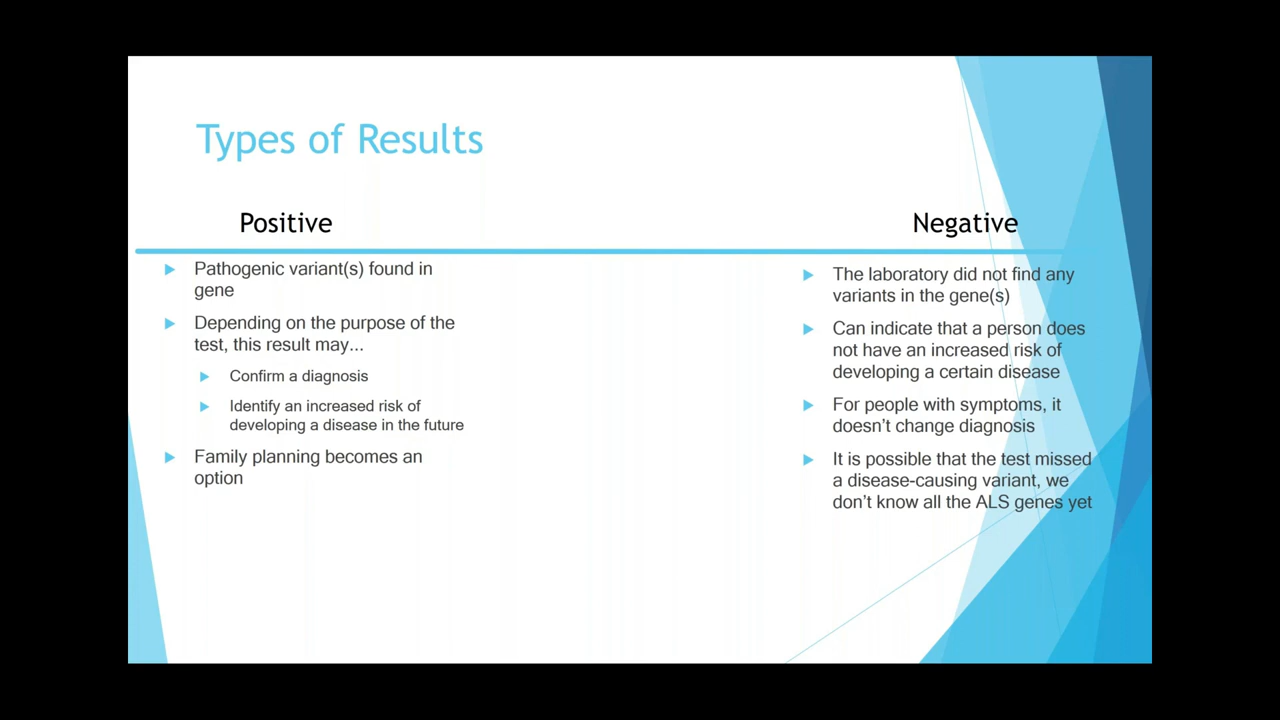 Types of Results
Positive
Pathogenic variant(s) found in
gene
Depending on the purpose of the
test, this result may...
Confirm a diagnosis
Identify an increased risk of
developing a disease in the future
Family planning becomes an
option
Negative
The laboratory did not find any
variants in the gene(s)
Can indicate that a person does
not have an increased risk of
developing a certain disease
For people with symptoms, it
doesn’t change diagnosis
It is possible that the test missed
a disease-causing variant, we
don’t know all the ALS genes yet